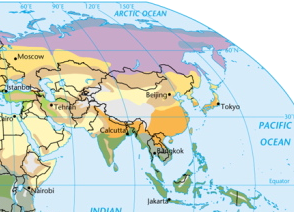 60°E 90°E 120°E 150°E
ARCTIC OCEAN
60°N
Moscow
Istanbul
Beijing
Tehran
Tokyo
30°
Cairo
Calcutta
PACIFIC
OCEAN
Bangkok
Equator
Nairobi
Jakarta
INDIAN